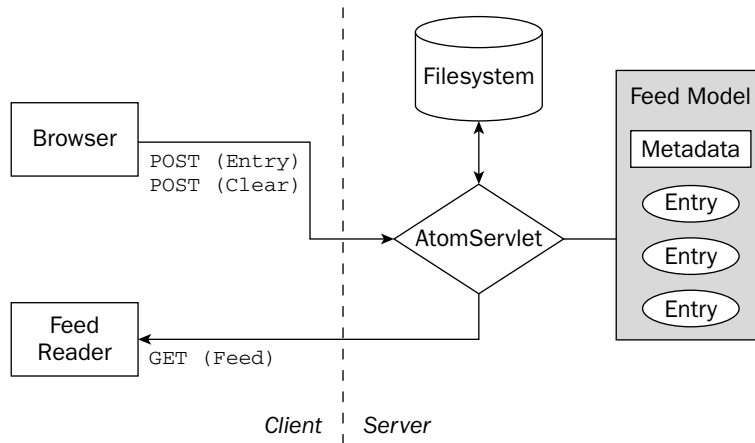 Filesystem
Feed Model
Browser
POST (Entry)
POST (Clear)
Metadata
Entry
AtomServlet
Entry
Entry
Feed
Reader
GET (Feed)
Client
Server